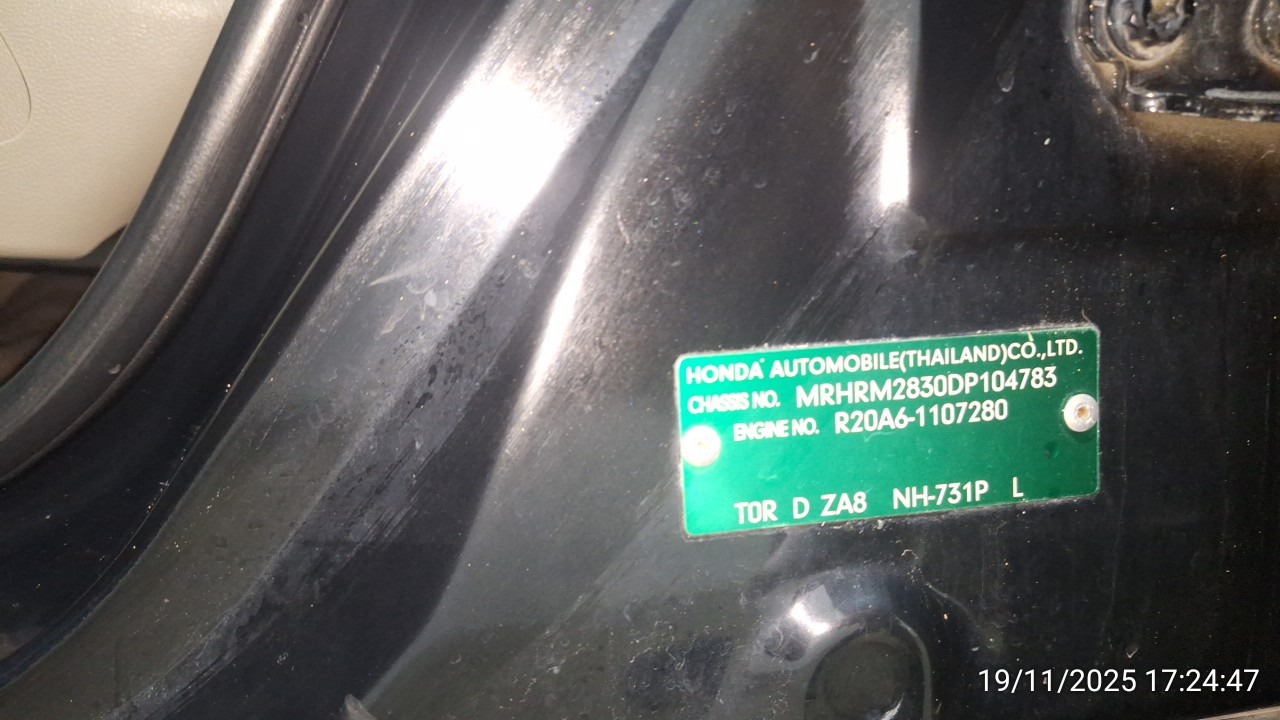 HONDA AUTOMOBILE(THAILAND)CO.,LTD.
CHASSIS NO. MRHRM2830DP104783
ENGINE NO. R20A6-1107280
TOR D ZA8 NH-731P L
19/11/2025 17:24:47